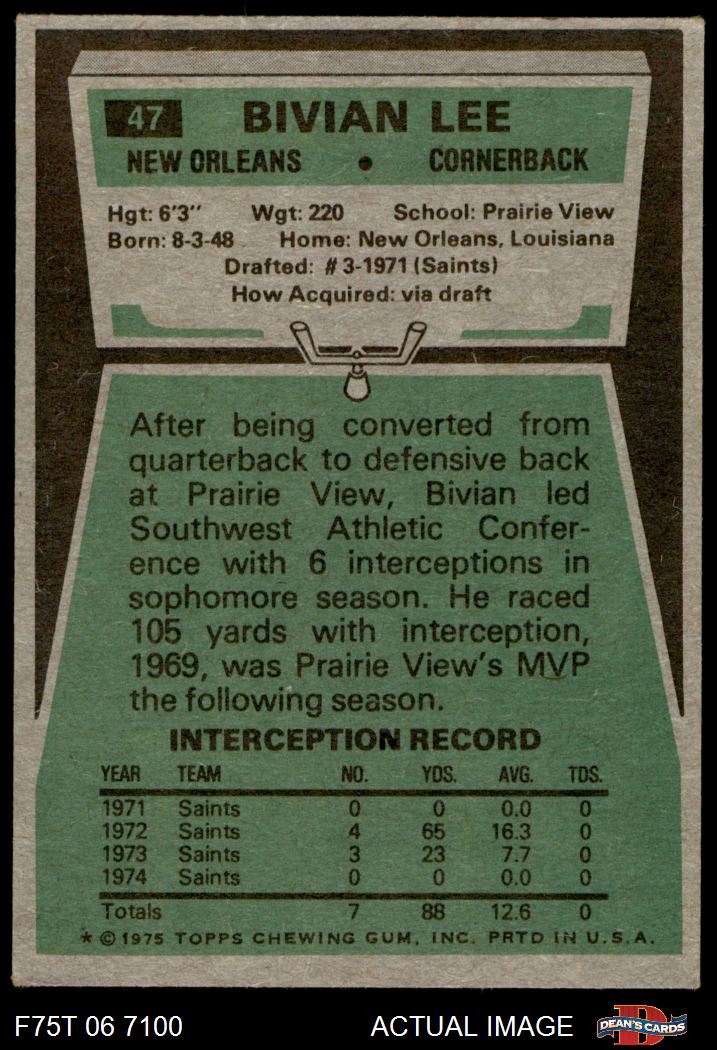 47 BIVIAN LEE
NEW ORLEANS • CORNERBACK
Hgt: 6'3" Wgt: 220 School: Prairie View
Born: 8-3-48 Home: New Orleans, Louisiana
Drafted: #3-1971 (Saints)
How Acquired: via draft
After being converted from
quarterback to defensive back
at Prairie View, Bivian led
Southwest Athletic Confer-
ence with 6 interceptions in
sophomore season. He raced
105 yards with interception,
1969, was Prairie View's MVP
the following season.
INTERCEPTION RECORD
YEAR TEAM NO. YDS. AVG. TDS.
1971 Saints 0 0 0.0 0
1972 Saints 4 65 16.3 0
1973 Saints 3 23 7.7 0
1974 Saints 0 0 0.0 0
Totals 7 88 12.6 0
* © 1975 TOPPS CHEWING GUM, INC. PRTD IN U.S.A.
F75T 06 7100 ACTUAL IMAGE D DEAN'S CARDS